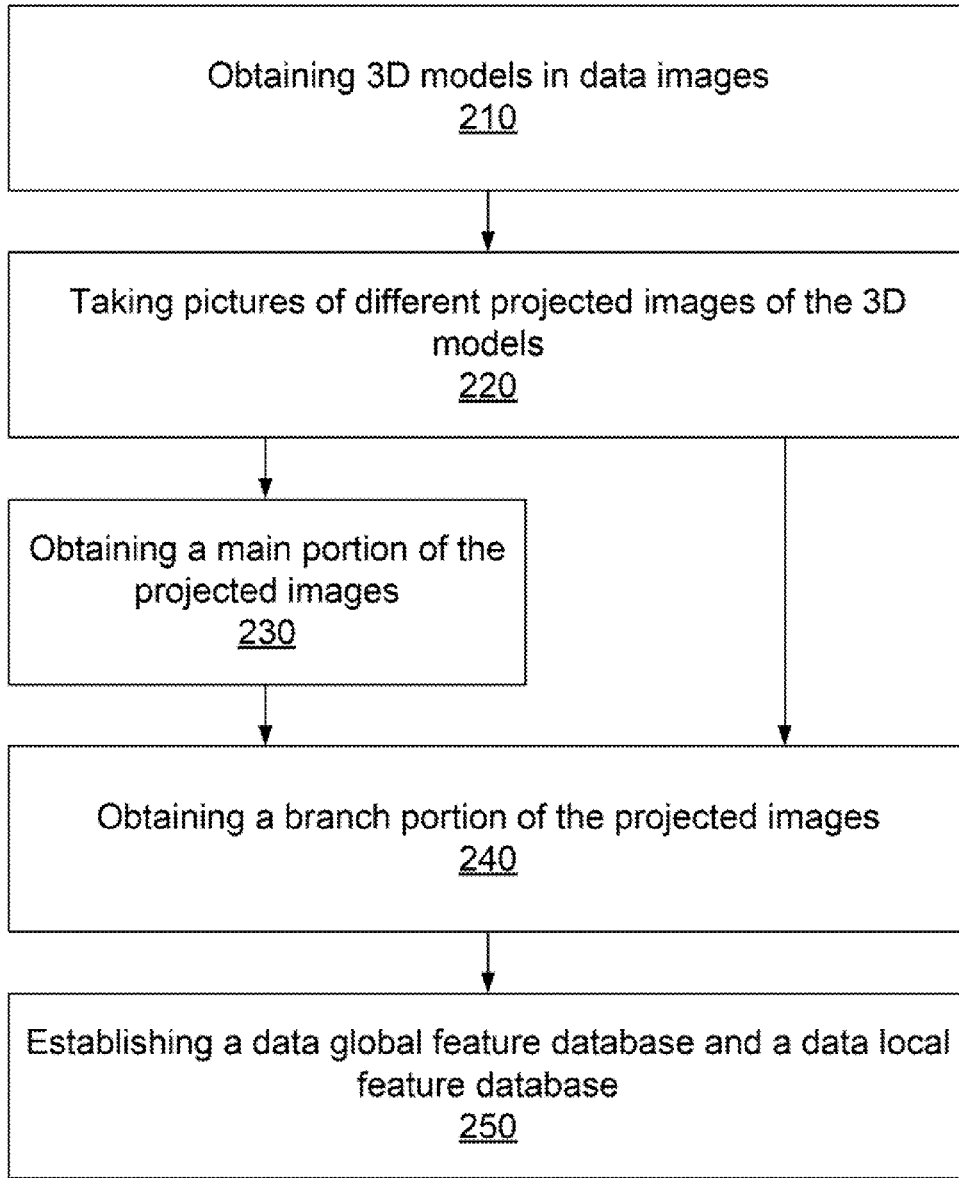 Obtaining 3D models in data images
210
Taking pictures of different projected images of the 3D
models
220
Obtaining a main portion of the
projected images
230
Obtaining a branch portion of the projected images
240
Establishing a data global feature database and a data local
feature database
250